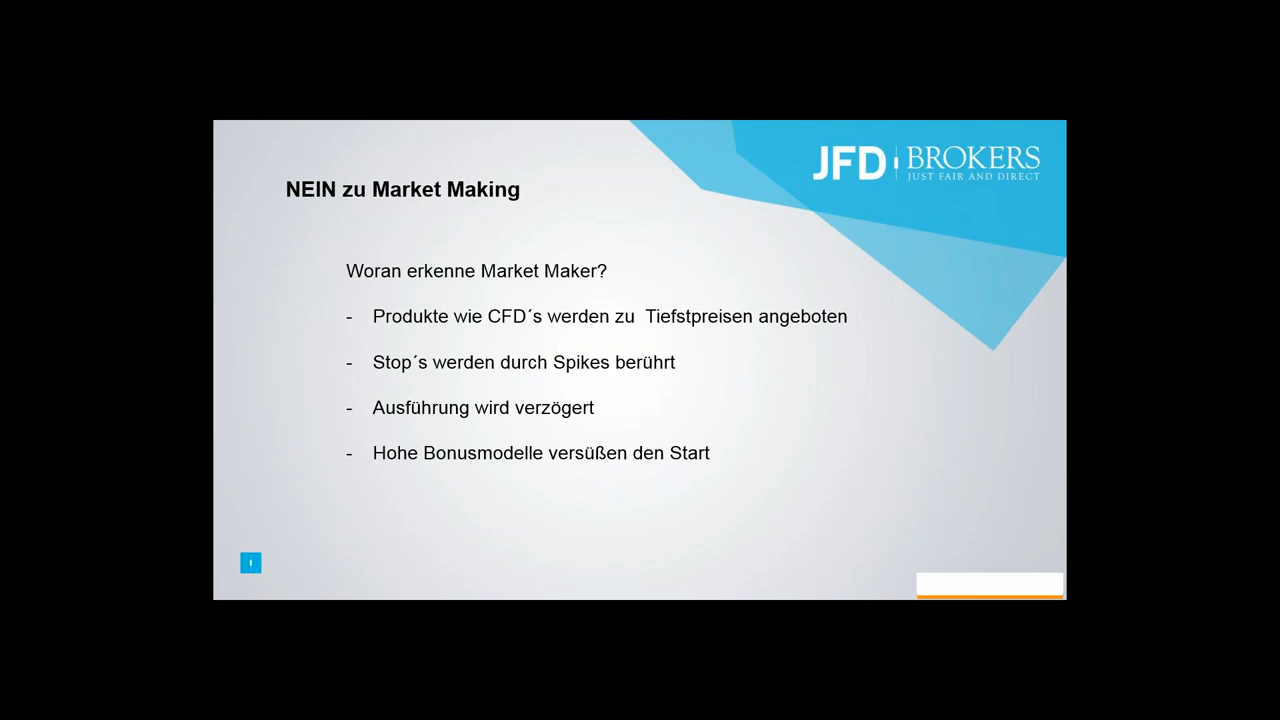 JFD BROKERS
JUST FAIR AND DIRECT
NEIN zu Market Making
Woran erkenne Market Maker?
- Produkte wie CFD´s werden zu  Tiefstpreisen angeboten
- Stop´s werden durch Spikes berührt
- Ausführung wird verzögert
- Hohe Bonusmodelle versüßen den Start